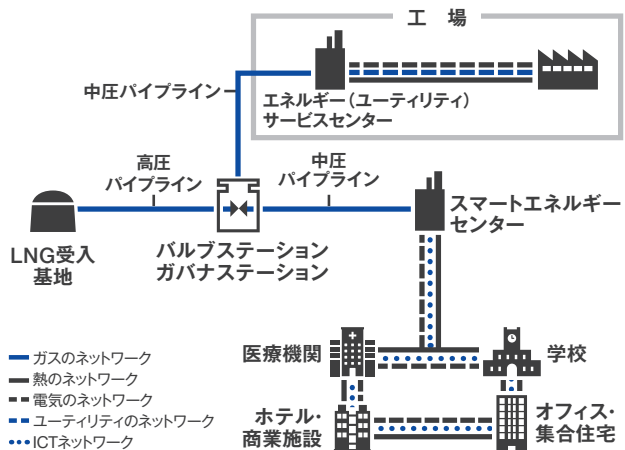 工 場
中圧パイプライン
エネルギー(ユーティリティ)
サービスセンター
高圧
パイプライン
中圧
パイプライン
LNG受入
基地
バルブステーション
ガバナステーション
スマートエネルギー
センター
医療機関
学校
ホテル・
商業施設
オフィス・
集合住宅
ガスのネットワーク
熱のネットワーク
電気のネットワーク
ユーティリティのネットワーク
ICTネットワーク